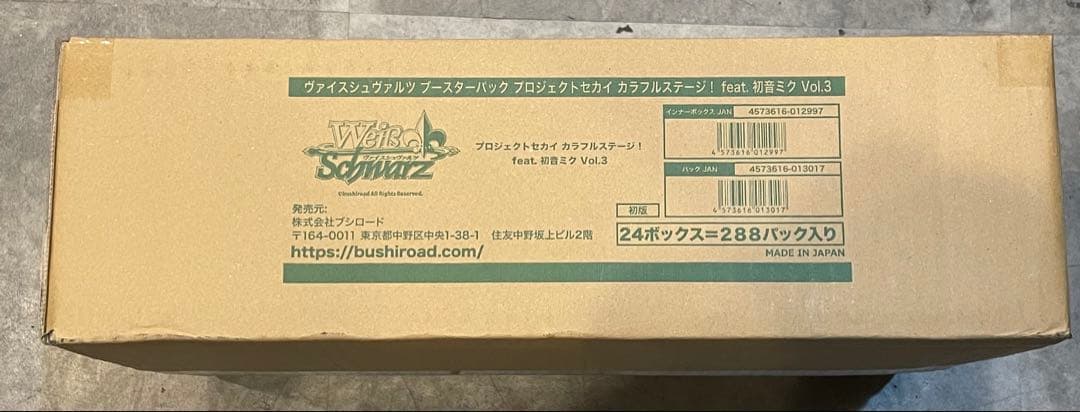 ヴァイスシュヴァルツ ブースターパック プロジェクトセカイ カラフルステージ！ feat. 初音ミク Vol.3
Weiß
ヴァイスシュヴァルツ
Schwarz
©bushiroad All Rights Reserved.
プロジェクトセカイ カラフルステージ！
feat. 初音ミク Vol.3
インナーボックス JAN 4573616-012997
4 573616 012997
パック JAN 4573616-013017
4 573616 013017
発売元:
株式会社ブシロード
〒164-0011 東京都中野区中央1-38-1 住友中野坂上ビル2階
https://bushiroad.com/
初版
24ボックス=288パック入り
MADE IN JAPAN